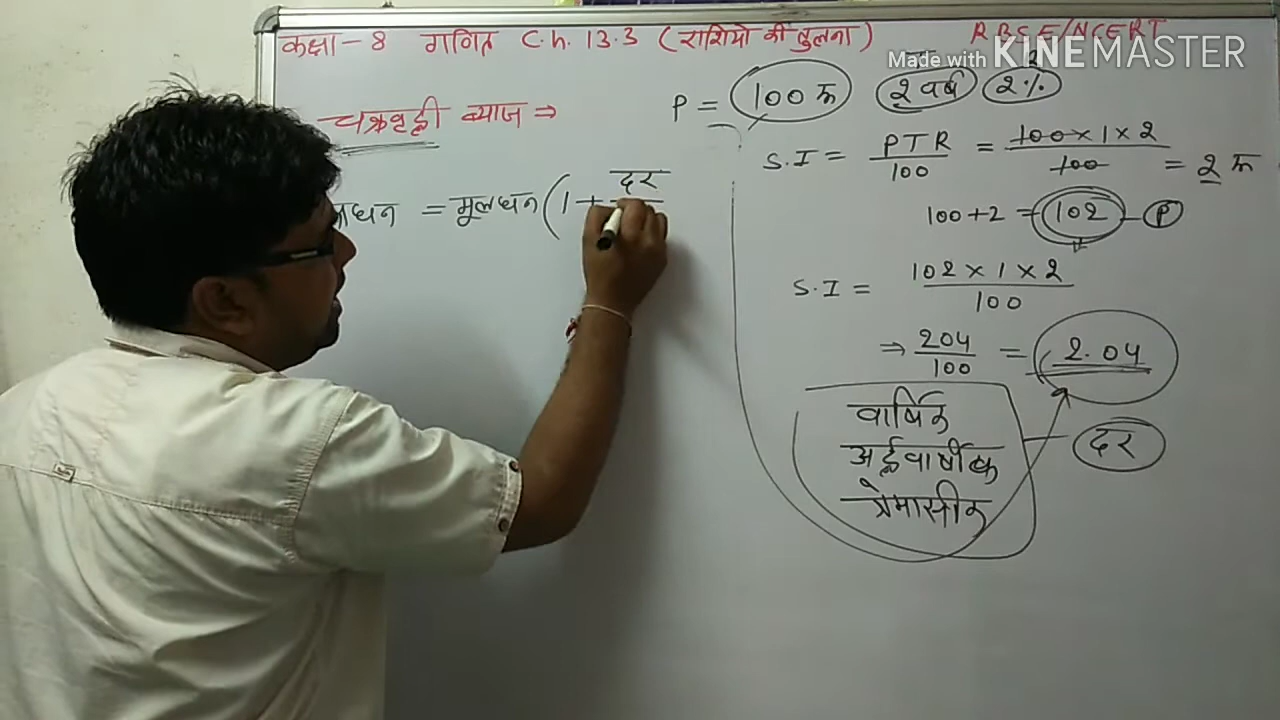 कक्षा - 8 गणित Ch. 13.3 (राशियो की तुलना) RBSE/NCERT
Made with KINEMASTER
चक्रवृद्धी ब्याज ⇒
P = 100 रू 2 वर्ष 2%
S.I = PTR/100 = 100×1×2/100 = 2 रू
धन = मूलधन (1 + दर
100+2 = 102 - P
S.I = 102×1×2/100
⇒ 204/100 = 2.04
वार्षिक
अर्द्धवार्षीक
दर
त्रेमासीक